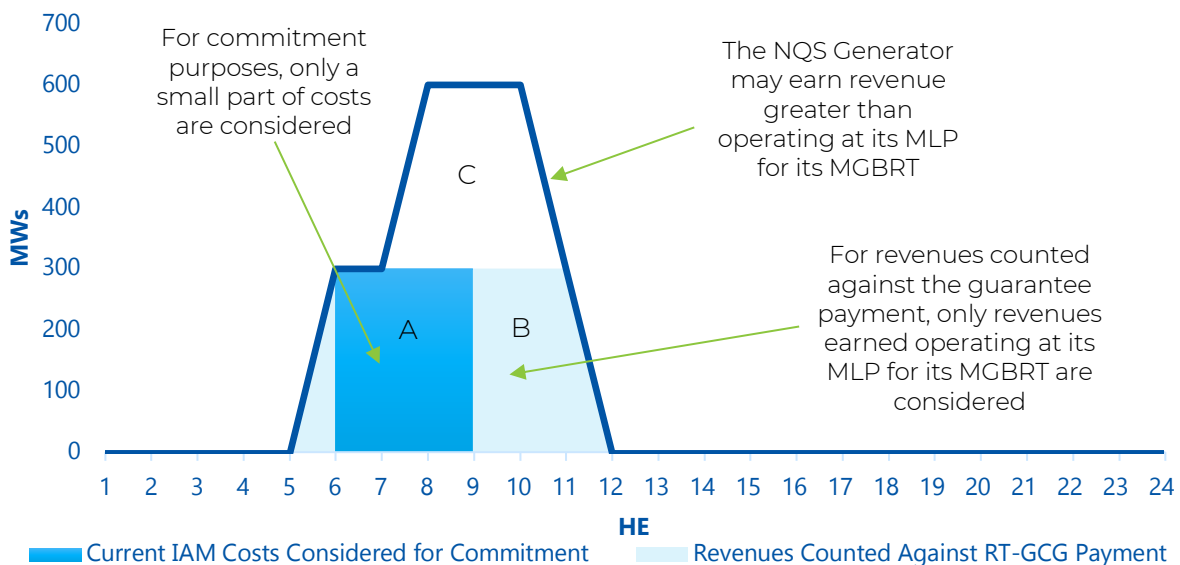 700
600
500
400
300
200
100
0
MWs
For commitment
purposes, only a
small part of costs
are considered
The NQS Generator
may earn revenue
greater than
operating at its MLP
for its MGBRT
C
For revenues counted
against the guarantee
payment, only revenues
earned operating at its
MLP for its MGBRT are
considered
A
B
1 2 3 4 5 6 7 8 9 10 11 12 13 14 15 16 17 18 19 20 21 22 23 24
HE
Current IAM Costs Considered for Commitment
Revenues Counted Against RT-GCG Payment